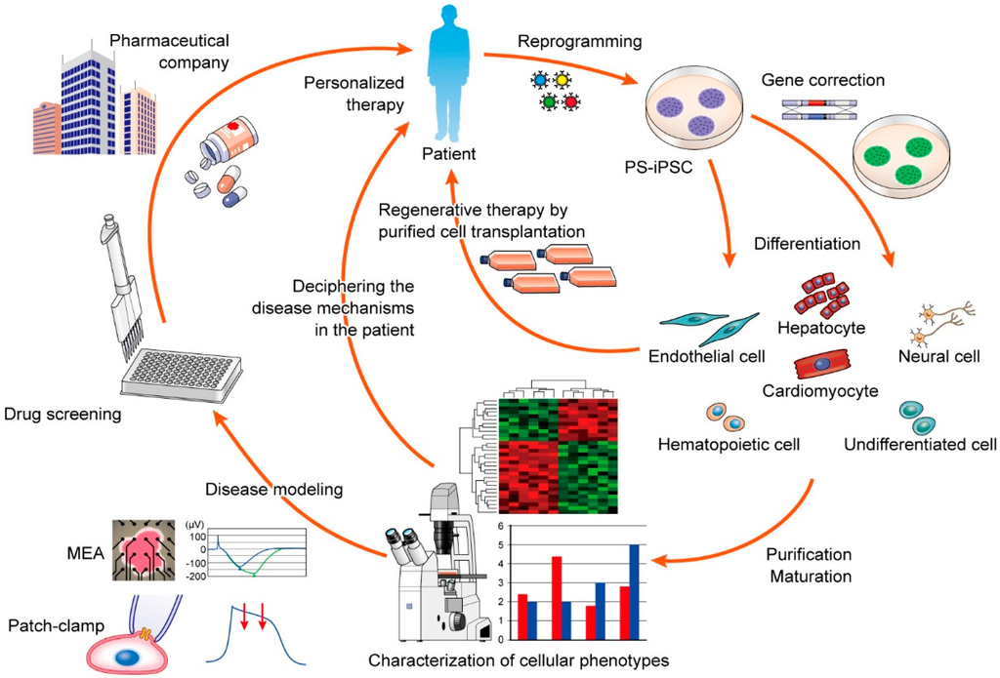 Pharmaceutical
company
Personalized
therapy
Patient
Reprogramming
PS-iPSC
Gene correction
Regenerative therapy by
purified cell transplantation
Differentiation
Deciphering the
disease mechanisms
in the patient
Hepatocyte
Endothelial cell
Neural cell
Cardiomyocyte
Hematopoietic cell
Undifferentiated cell
Drug screening
Disease modeling
Purification
Maturation
MEA
(µV)
100
0
-100
-200
Patch-clamp
6
5
4
3
2
1
0
Characterization of cellular phenotypes